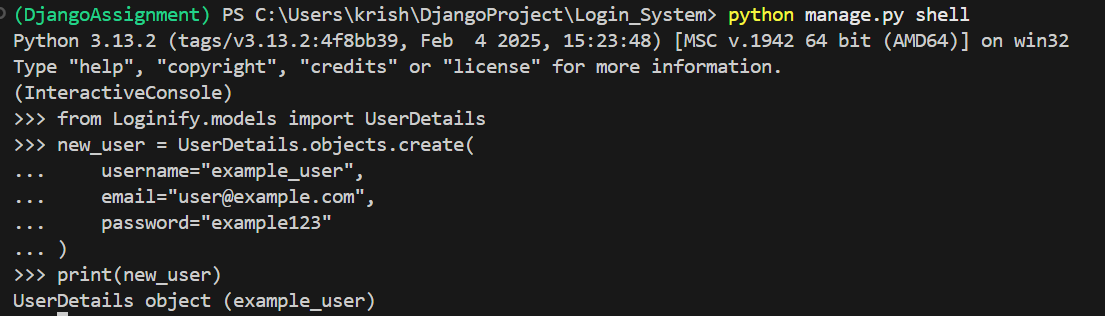 (DjangoAssignment) PS C:\Users\krish\DjangoProject\Login_System> python manage.py shell
Python 3.13.2 (tags/v3.13.2:4f8bb39, Feb  4 2025, 15:23:48) [MSC v.1942 64 bit (AMD64)] on win32
Type "help", "copyright", "credits" or "license" for more information.
(InteractiveConsole)
>>> from Loginify.models import UserDetails
>>> new_user = UserDetails.objects.create(
...     username="example_user",
...     email="user@example.com",
...     password="example123"
... )
>>> print(new_user)
UserDetails object (example_user)